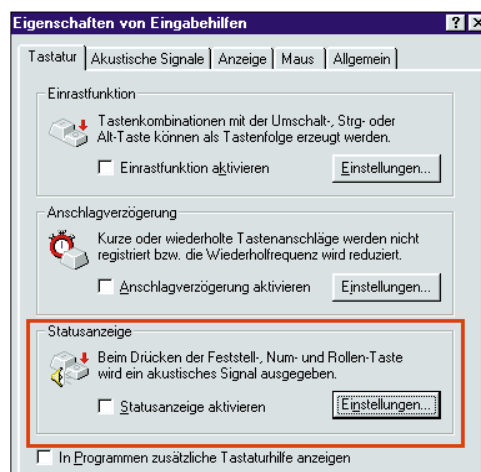 Eigenschaften von Eingabehilfen
Tastatur Akustische Signale Anzeige Maus Allgemein
Einrastfunktion
Tastenkombinationen mit der Umschalt-, Strg- oder
Alt-Taste können als Tastenfolge erzeugt werden.
Einrastfunktion aktivieren Einstellungen...
Anschlagverzögerung
Kurze oder wiederholte Tastenanschläge werden nicht
registriert bzw. die Wiederholfrequenz wird reduziert.
Anschlagverzögerung aktivieren Einstellungen...
Statusanzeige
Beim Drücken der Feststell-, Num- und Rollen-Taste
wird ein akustisches Signal ausgegeben.
Statusanzeige aktivieren Einstellungen...
In Programmen zusätzliche Tastaturhilfe anzeigen